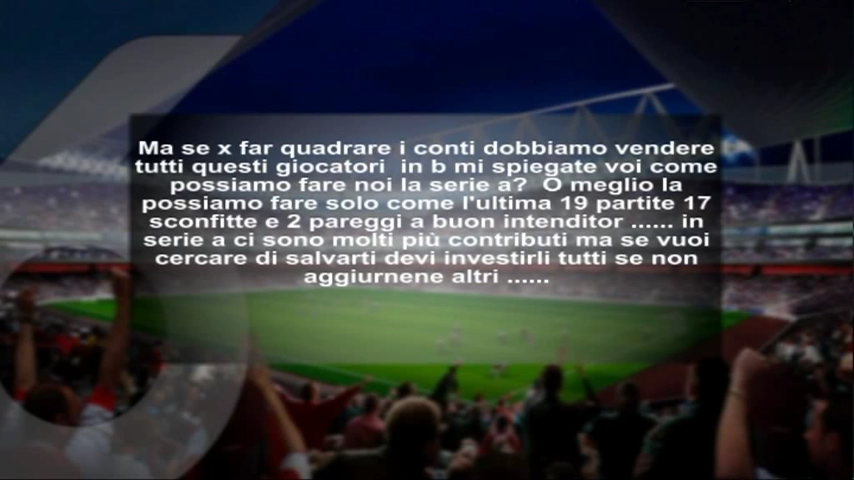 Ma se x far quadrare i conti dobbiamo vendere
tutti questi giocatori in b mi spiegate voi come
possiamo fare noi la serie a? O meglio la
possiamo fare solo come l'ultima 19 partite 17
sconfitte e 2 pareggi a buon intenditor ...... in
serie a ci sono molti più contributi ma se vuoi
cercare di salvarti devi investirli tutti se non
aggiurnene altri ......